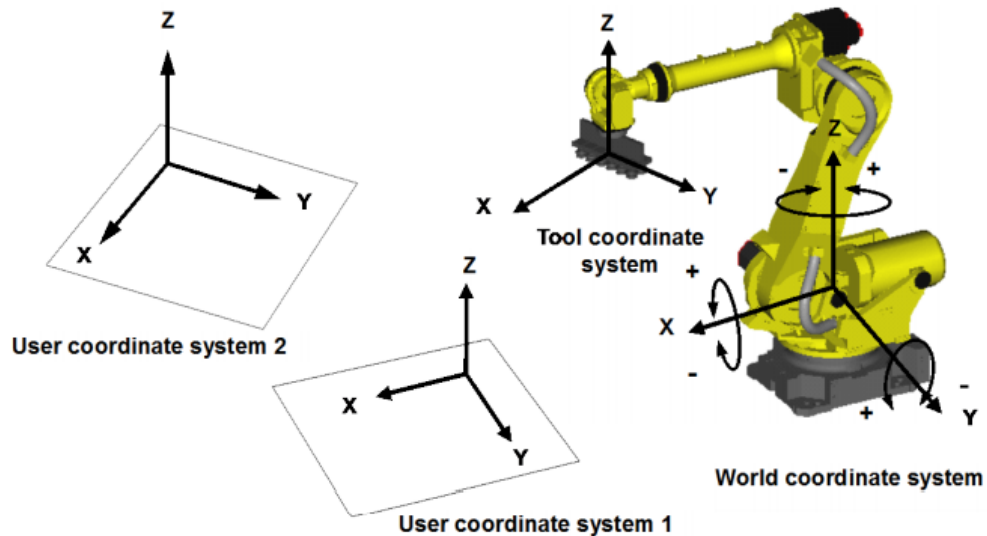 Z
Y
X
User coordinate system 2
Z
X
Y
Tool coordinate
system
Z
-
+
+
X
-
-
+
Y
World coordinate system
Z
X
Y
User coordinate system 1